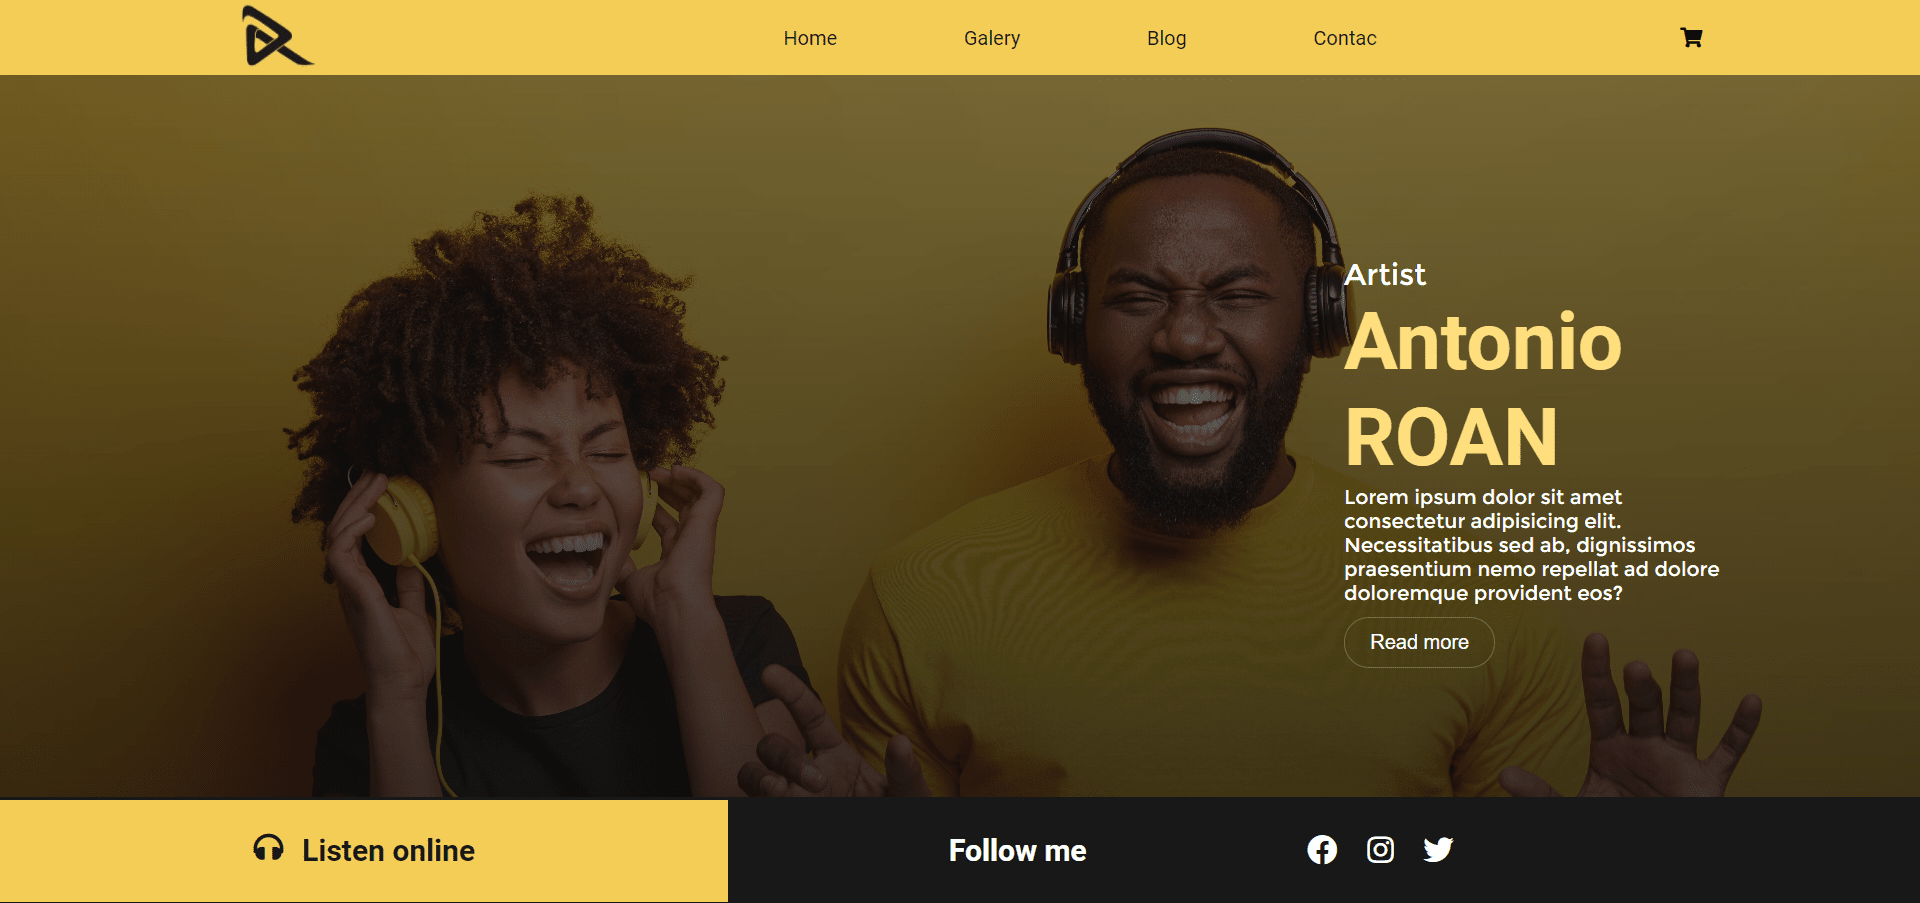 Home
Galery
Blog
Contac
Artist
Antonio
ROAN
Lorem ipsum dolor sit amet
consectetur adipisicing elit.
Necessitatibus sed ab, dignissimos
praesentium nemo repellat ad dolore
doloremque provident eos?
Read more
Listen online
Follow me